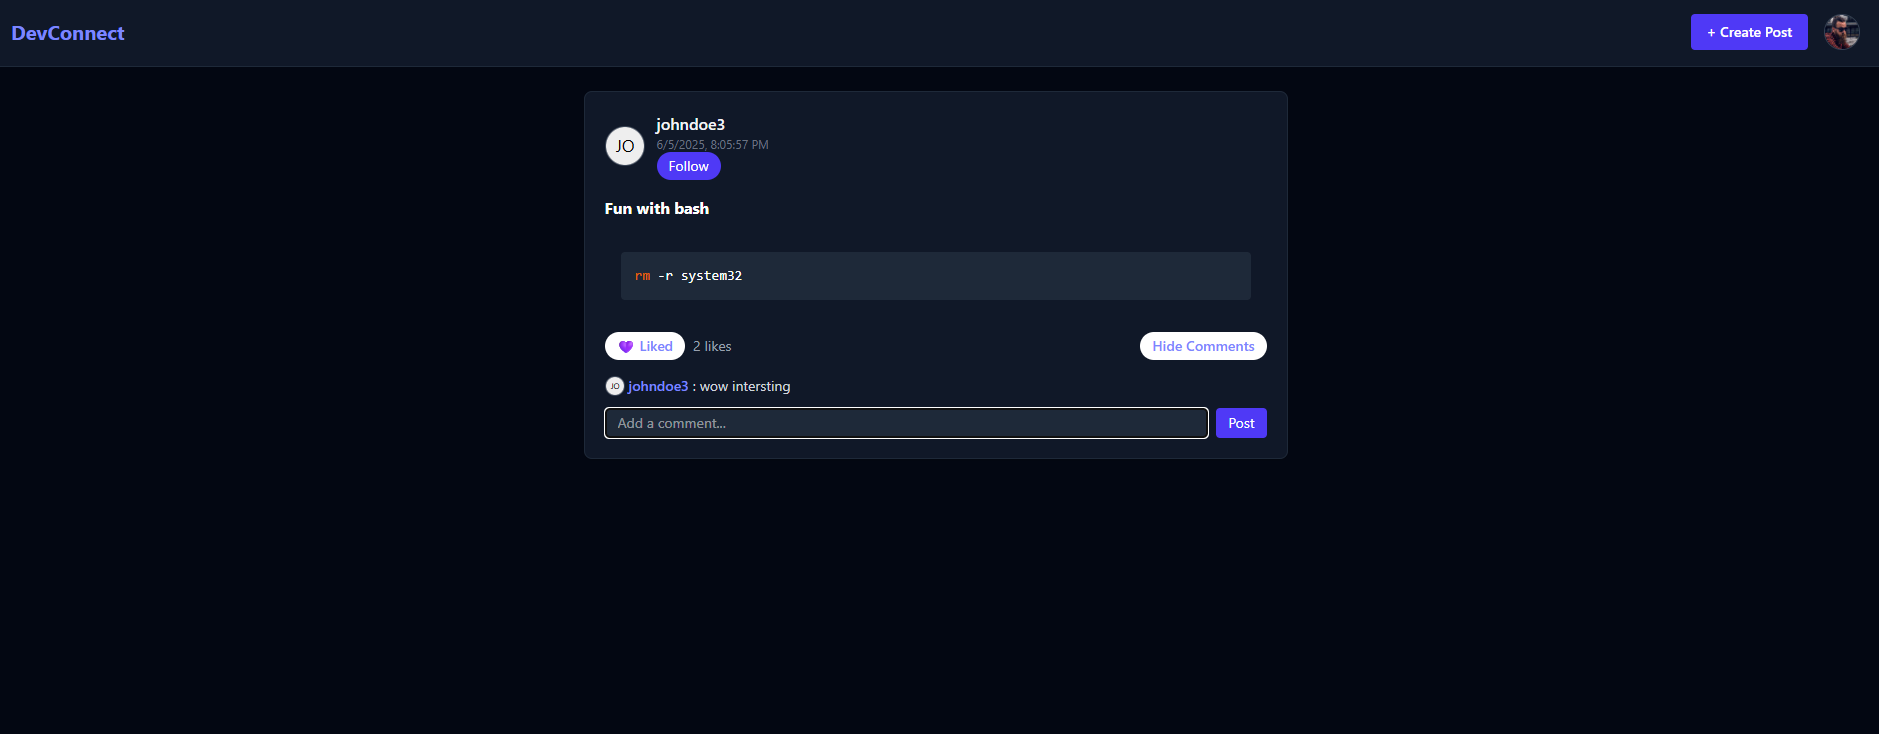 DevConnect
+ Create Post
JO
johndoe3
6/5/2025, 8:05:57 PM
Follow
Fun with bash
rm -r system32
💜 Liked 2 likes
Hide Comments
JO johndoe3 : wow intersting
Add a comment...
Post